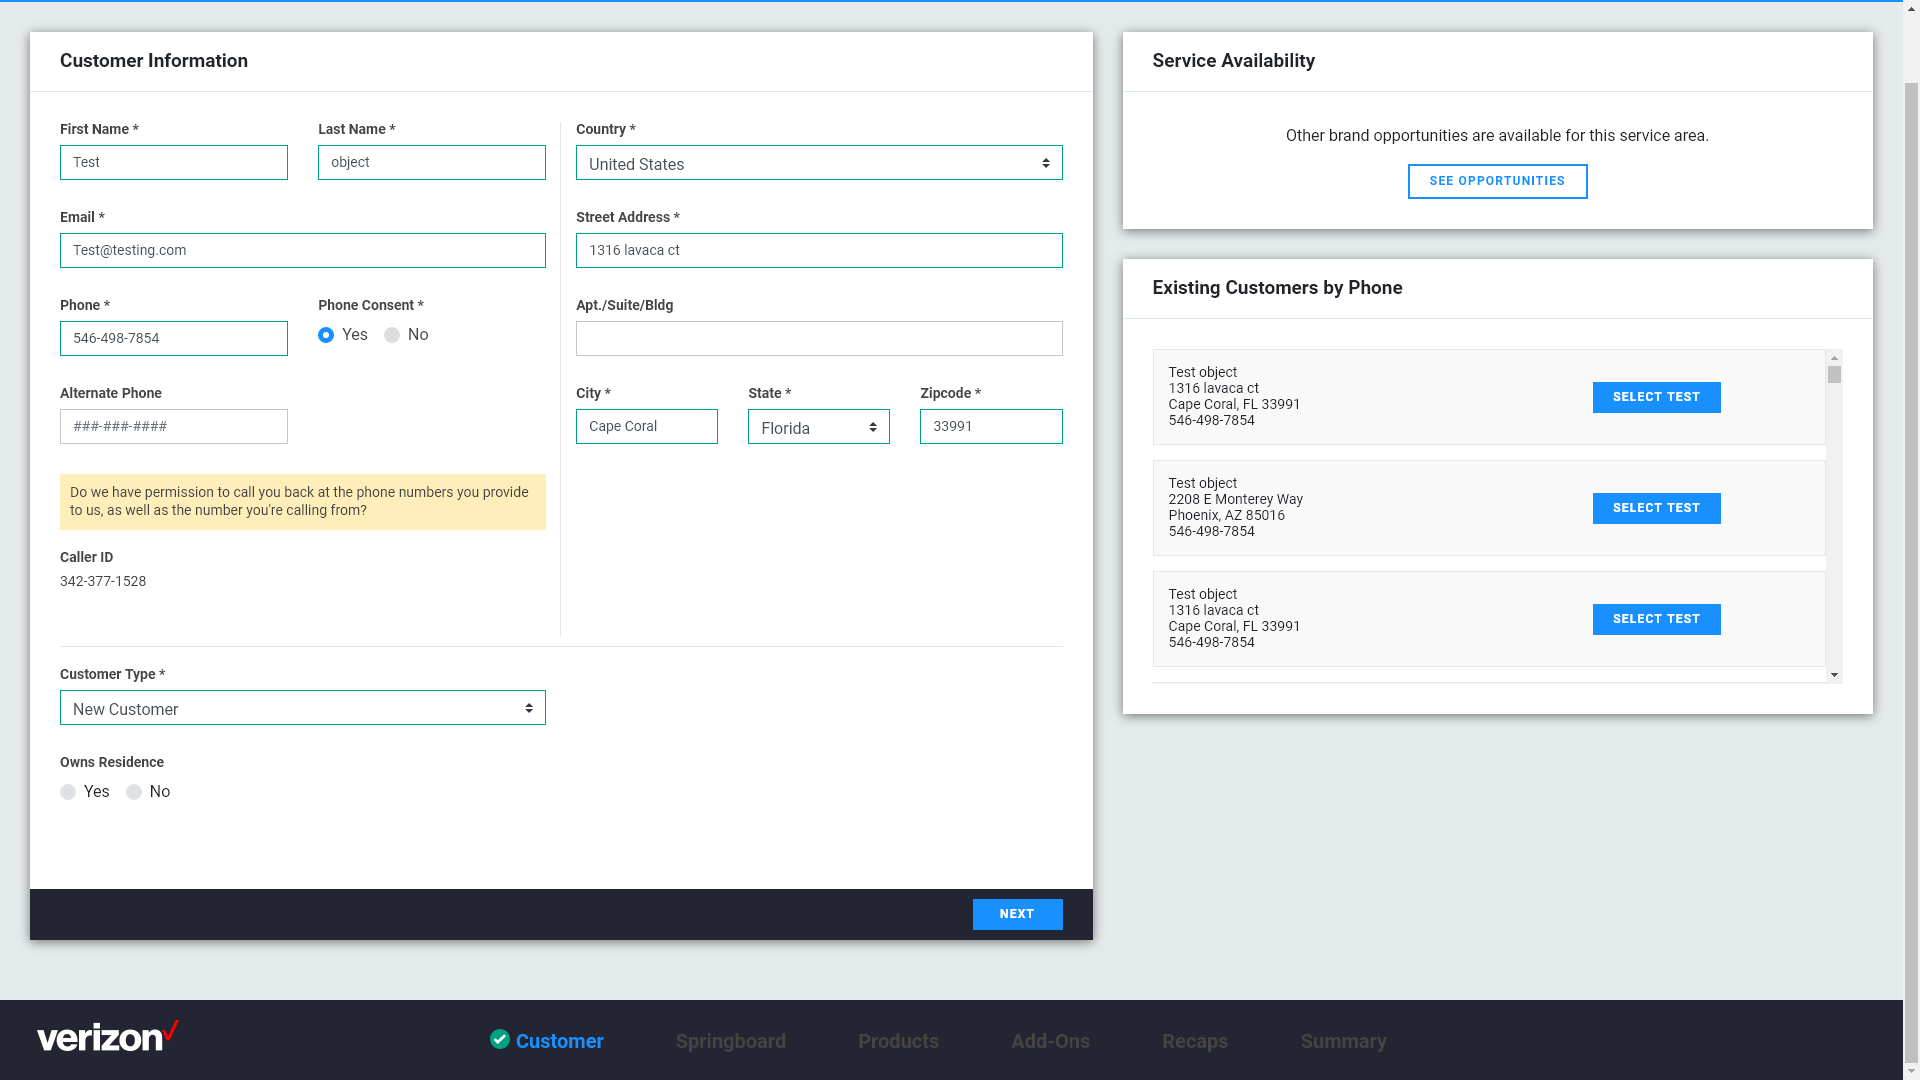 Customer Information
First Name *
Last Name *
Test
object
Email *
Test@testing.com
Phone *
Phone Consent *
546-498-7854
Yes
No
Alternate Phone
###-###-####
Do we have permission to call you back at the phone numbers you provide
to us, as well as the number you're calling from?
Caller ID
342-377-1528
Country *
United States
Street Address *
1316 lavaca ct
Apt./Suite/Bldg
City *
State *
Zipcode *
Cape Coral
Florida
33991
Customer Type *
New Customer
Owns Residence
Yes
No
NEXT
Service Availability
Other brand opportunities are available for this service area.
SEE OPPORTUNITIES
Existing Customers by Phone
Test object
1316 lavaca ct
Cape Coral, FL 33991
546-498-7854
SELECT TEST
Test object
2208 E Monterey Way
Phoenix, AZ 85016
546-498-7854
SELECT TEST
Test object
1316 lavaca ct
Cape Coral, FL 33991
546-498-7854
SELECT TEST
verizon
Customer
Springboard
Products
Add-Ons
Recaps
Summary